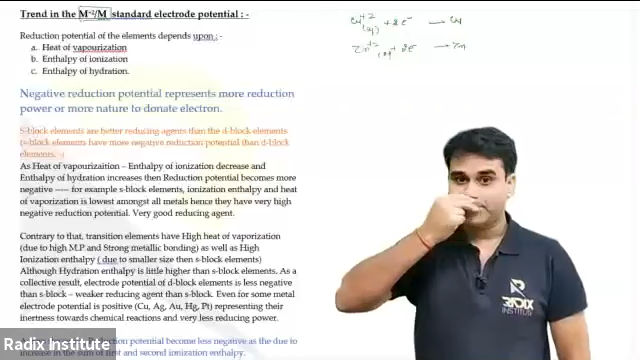 Trend in the M⁺²/M standard electrode potential : -
Reduction potential of the elements depends upon : -
a. Heat of vapourization
b. Enthalpy of ionization
c. Enthalpy of hydration.
Negative reduction potential represents more reduction
power or more nature to donate electron.
S-block elements are better reducing agents than the d-block elements
(s-block elements have more negative reduction potential than d-block
elements. -)
As Heat of vapourizaition – Enthalpy of ionization decrease and
Enthalpy of hydration increases then Reduction potential becomes more
negative ----- for example s-block elements, ionization enthalpy and heat
of vaporization is lowest amongst all metals hence they have very high
negative reduction potential. Very good reducing agent.
Contrary to that, transition elements have High heat of vaporization
(due to high M.P and Strong metallic bonding) as well as High
Ionization enthalpy ( due to smaller size then s-block elements)
Although Hydration enthalpy is little higher than s-block elements. As a
collective result, electrode potential of d-block elements is less negative
than s-block – weaker reducing agent than s-block. Even for some metal
electrode potential is positive (Cu, Ag, Au, Hg, Pt) representing their
inertness towards chemical reactions and very less reducing power.
potential become less negative as the due to
increase in the sum of first and second ionization enthalpy.
Cu⁺²(aq) + 2e⁻ → Cu
Zn⁺²(aq) + 2e⁻ → Zn
RADIX
INSTITUTE
Radix Institute